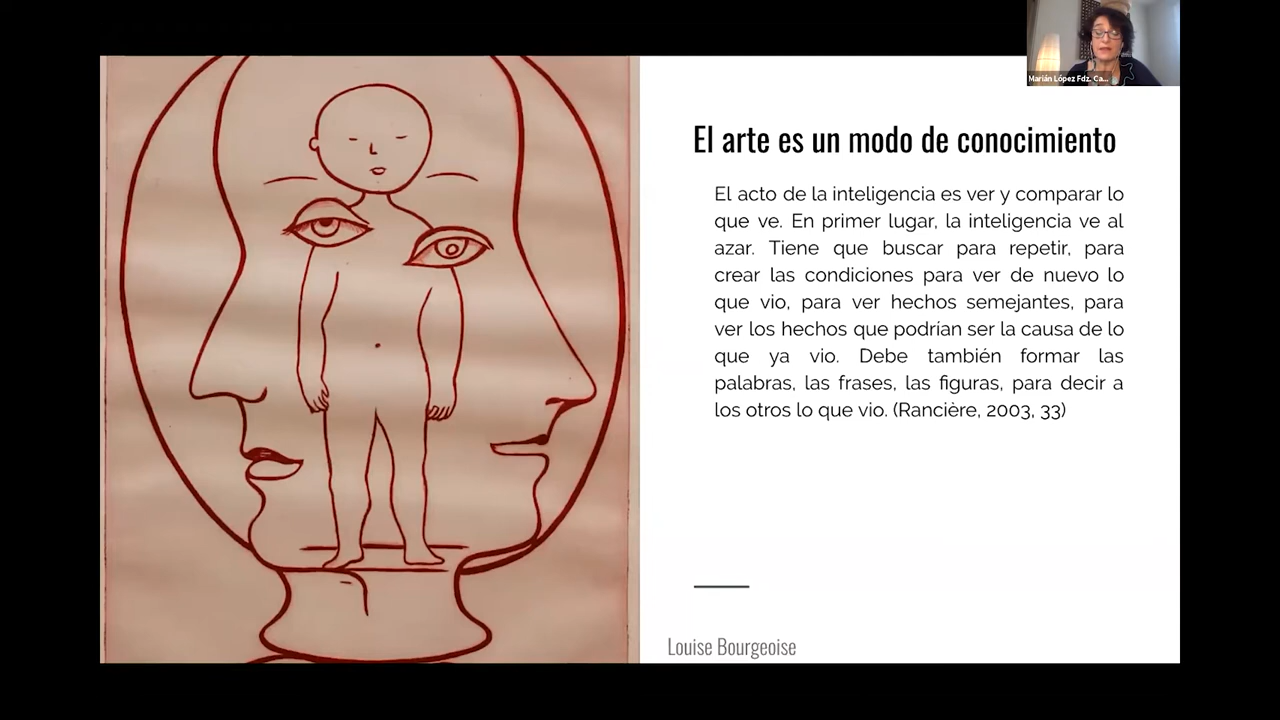 Marián López Fdz. Ca...
El arte es un modo de conocimiento
El acto de la inteligencia es ver y comparar lo
que ve. En primer lugar, la inteligencia ve al
azar. Tiene que buscar para repetir, para
crear las condiciones para ver de nuevo lo
que vio, para ver hechos semejantes, para
ver los hechos que podrían ser la causa de lo
que ya vio. Debe también formar las
palabras, las frases, las figuras, para decir a
los otros lo que vio. (Rancière, 2003, 33)
Louise Bourgeoise